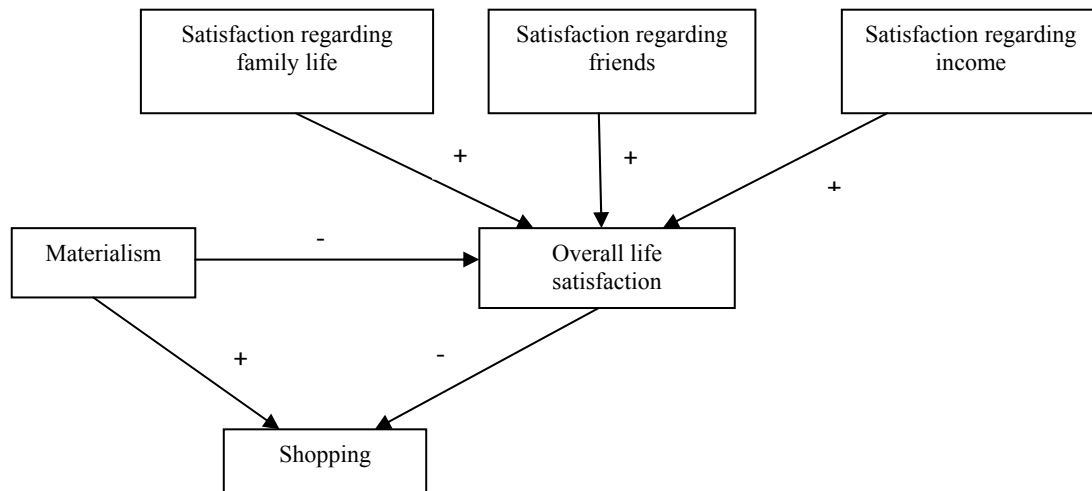 Satisfaction regarding
family life
Satisfaction regarding
friends
Satisfaction regarding
income
+
+
+
Materialism
-
Overall life
satisfaction
+
-
Shopping